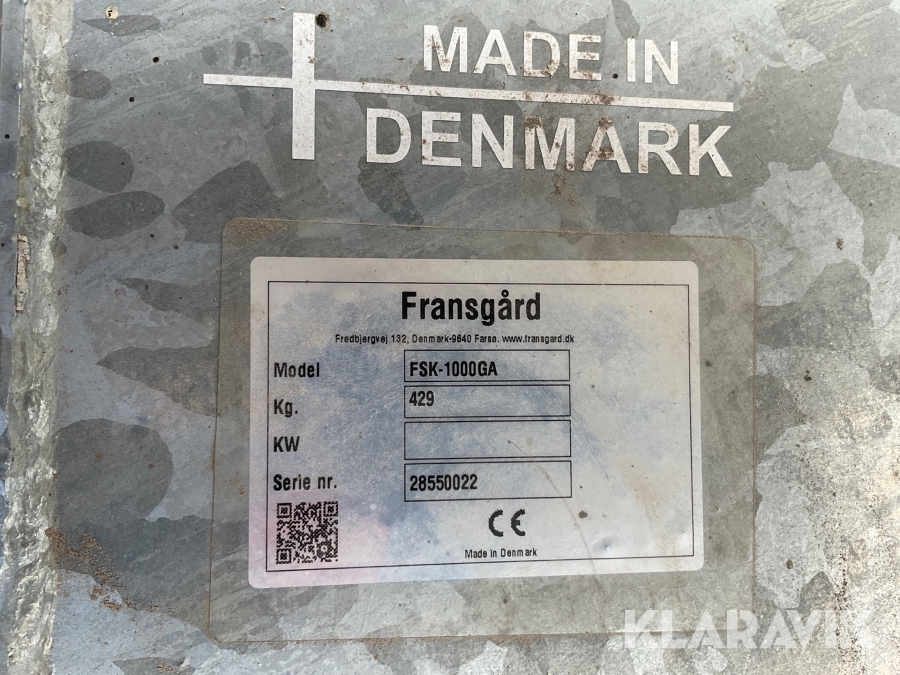 MADE IN
DENMARK
Fransgård
Fredbjergvej 132, Denmark-9640 Farsø. www.fransgard.dk
Model FSK-1000GA
Kg. 429
KW
Serie nr. 28550022
CE
Made in Denmark
KLARAVIK